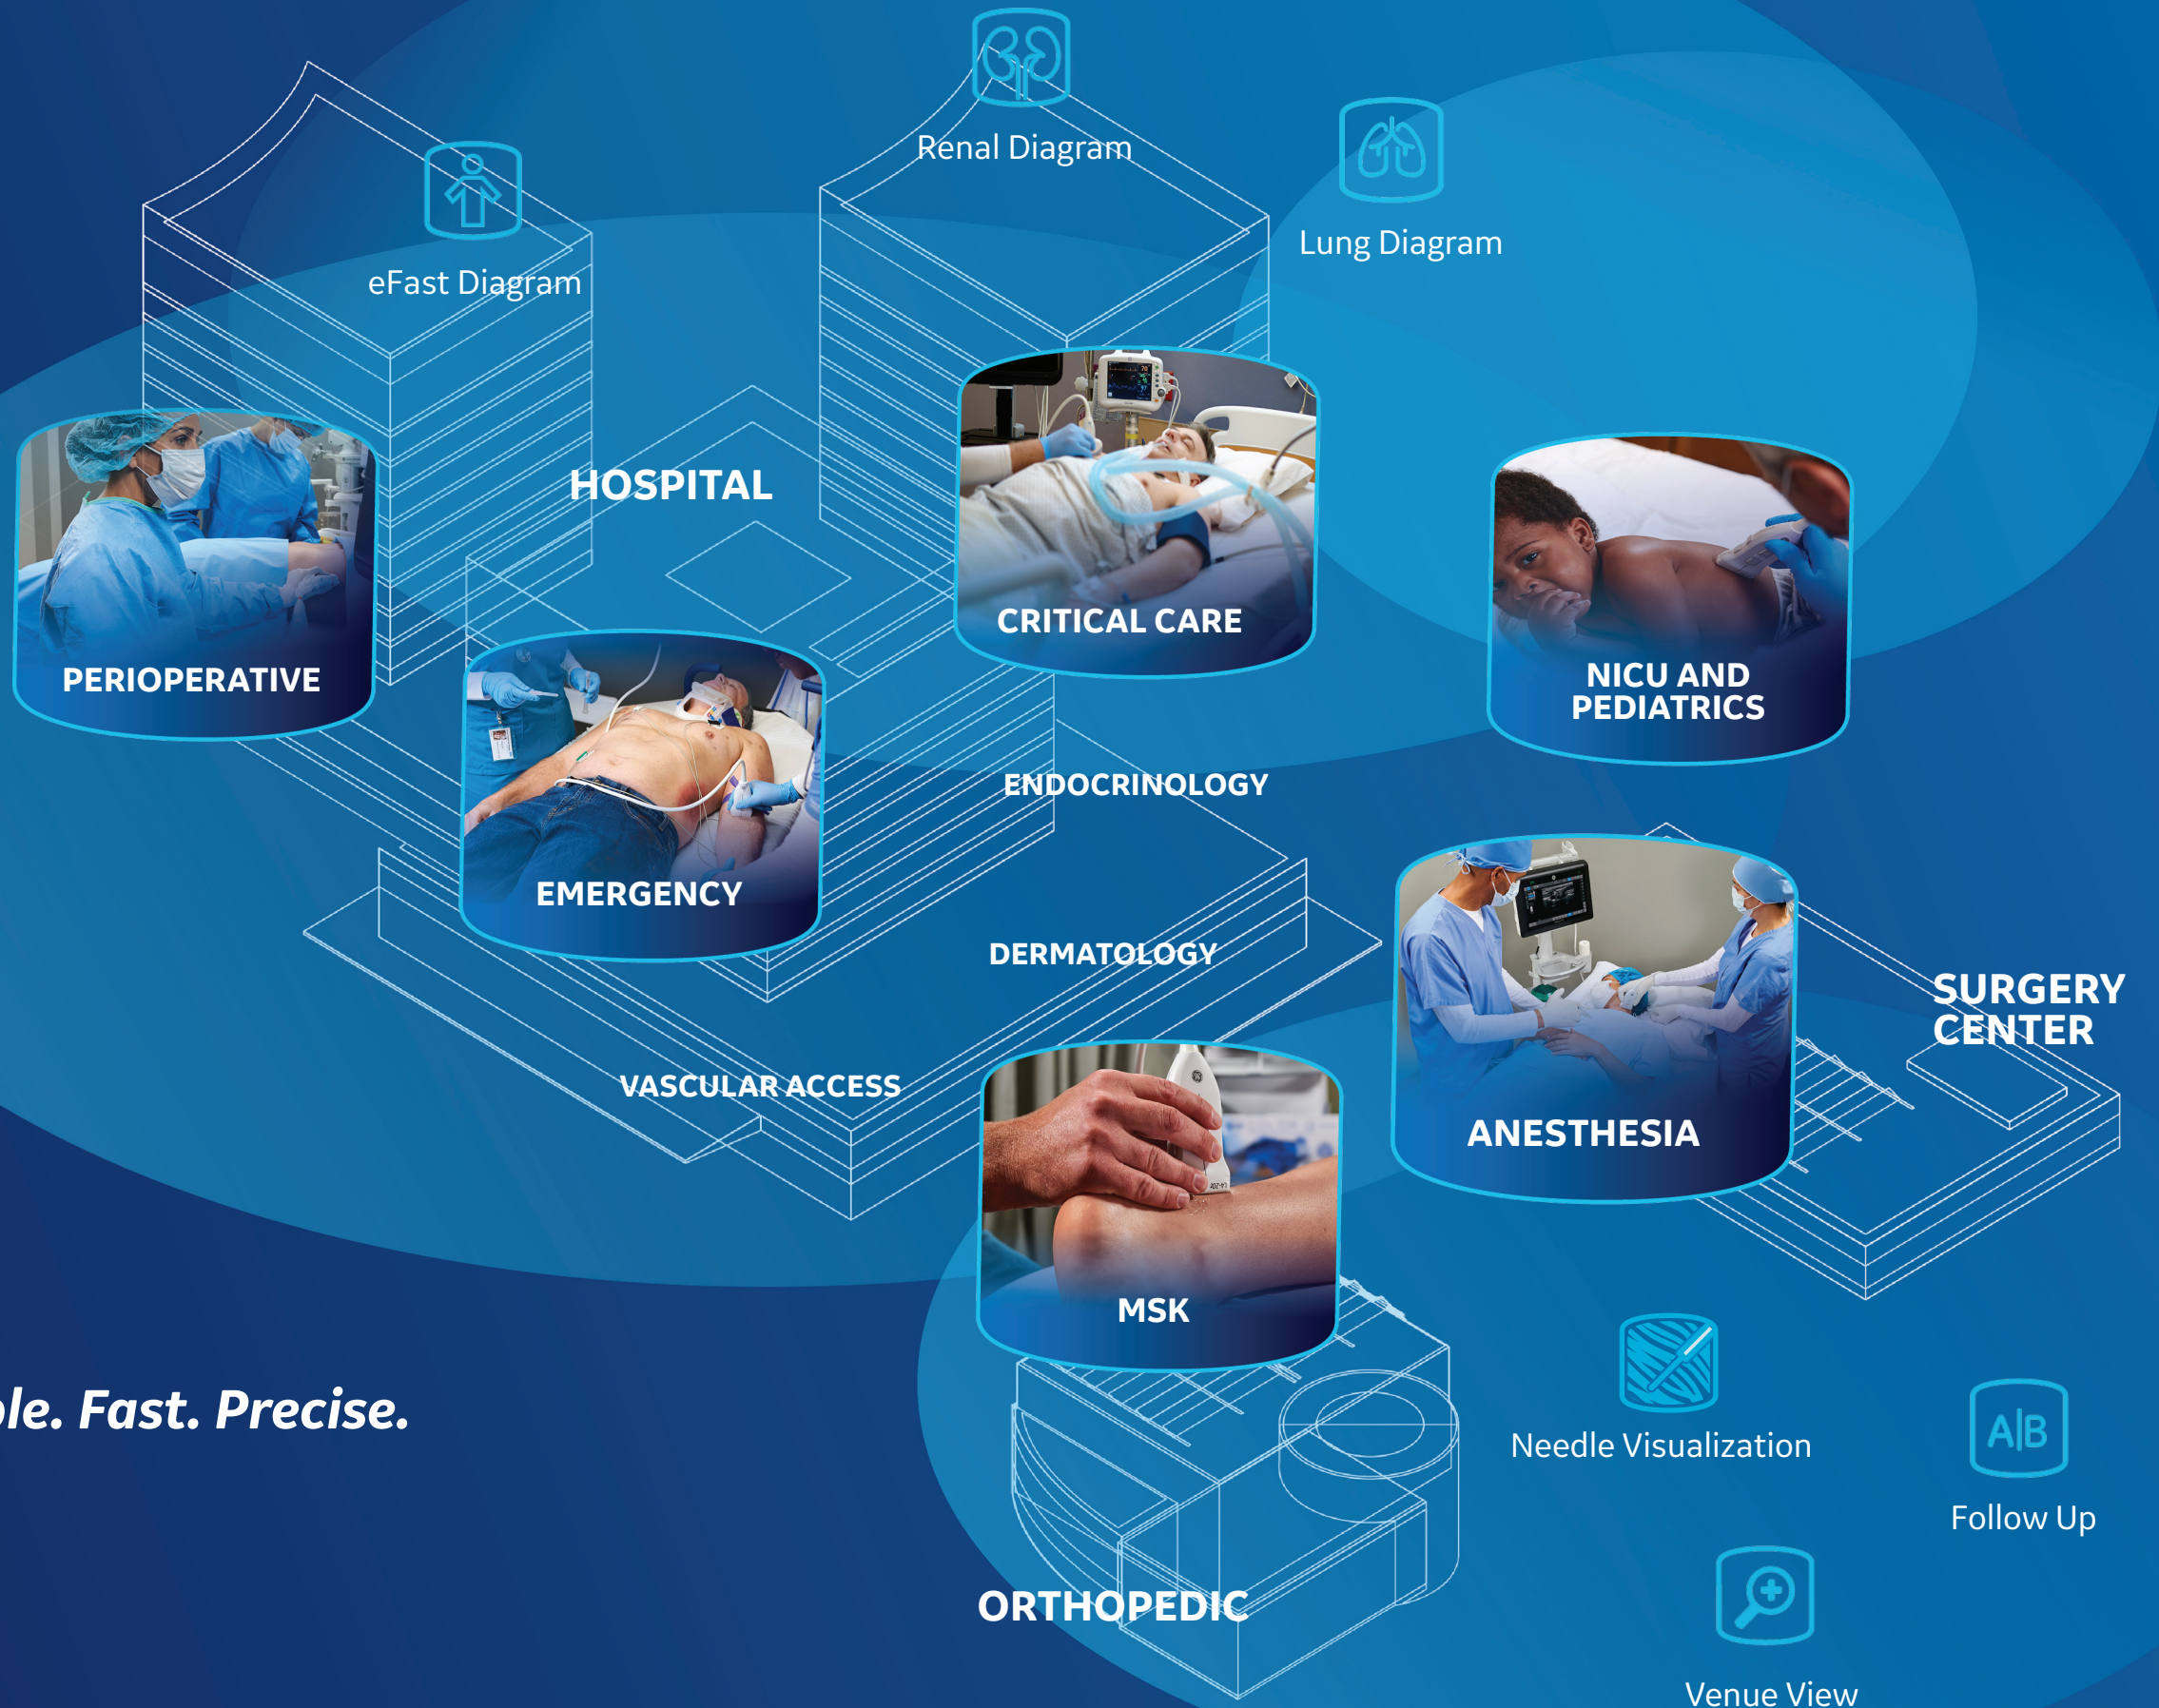 Renal Diagram
Lung Diagram
eFast Diagram
HOSPITAL
CRITICAL CARE
PERIOPERATIVE
NICU AND
PEDIATRICS
ENDOCRINOLOGY
EMERGENCY
DERMATOLOGY
SURGERY
CENTER
VASCULAR ACCESS
ANESTHESIA
MSK
Fast. Precise.
Needle Visualization
A|B
Follow Up
ORTHOPEDIC
Venue View